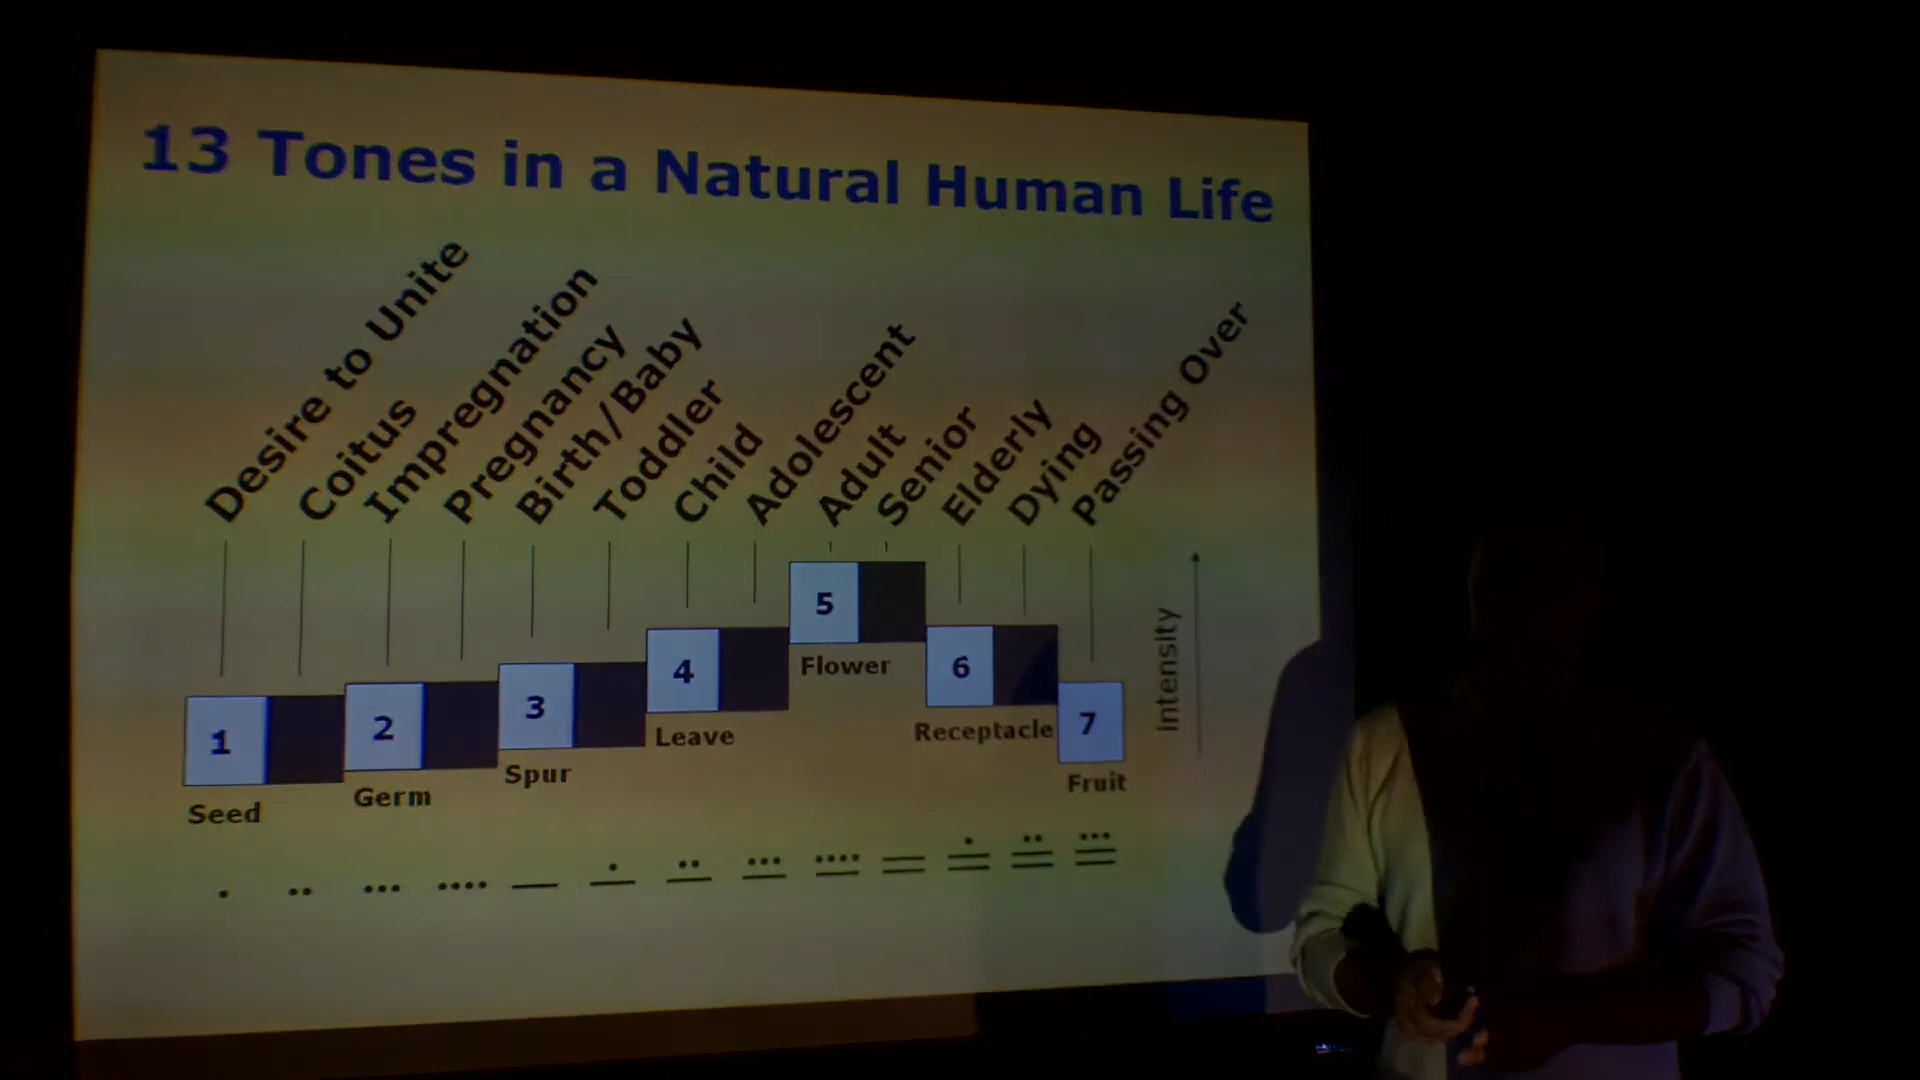 13 Tones in a Natural Human Life
Desire to Unite
Coitus
Impregnation
Pregnancy
Birth/Baby
Toddler
Child
Adolescent
Adult
Senior
Elderly
Dying
Passing Over
1
2
3
4
5
6
7
Seed
Germ
Spur
Leave
Flower
Receptacle
Fruit
Intensity